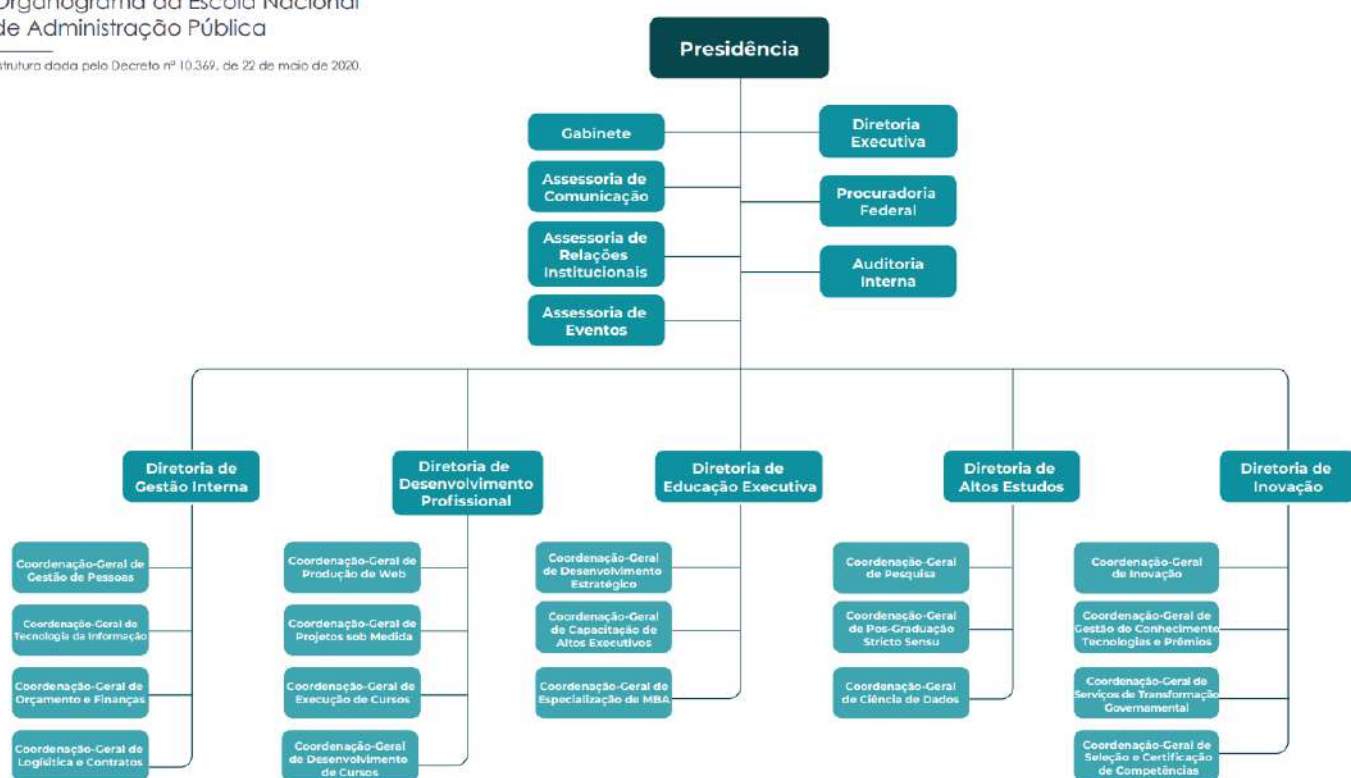 Organograma da Escola Nacional
de Administração Pública
strutura dada pelo Decreto nº 10.369, de 22 de maio de 2020.
Presidência
Gabinete
Diretoria
Executiva
Assessoria de
Comunicação
Procuradoria
Federal
Assessoria de
Relações
Institucionais
Auditoria
Interna
Assessoria de
Eventos
Diretoria de
Gestão Interna
Diretoria de
Desenvolvimento
Profissional
Diretoria de
Educação Executiva
Diretoria de
Altos Estudos
Diretoria de
Inovação
Coordenação-Geral de
Gestão de Pessoas
Coordenação-Geral de
Tecnologia da Informação
Coordenação-Geral de
Orçamento e Finanças
Coordenação-Geral de
Logísitica e Contratos
Coordenação-Geral de
Produção de Web
Coordenação-Geral de
Projetos sob Medida
Coordenação-Geral de
Execução de Cursos
Coordenação-Geral
de Desenvolvimento
de Cursos
Coordenação-Geral
de Desenvolvimento
Estratégico
Coordenação-Geral
de Capacitação de
Altos Executivos
Coordenação-Geral de
Especialização de MBA
Coordenação-Geral
de Pesquisa
Coordenação-Geral
de Pos-Graduação
Stricto Sensu
Coordenação-Geral
de Ciência de Dados
Coordenação-Geral
de Inovação
Coordenação-Geral de
Gestão do Conhecimento
Tecnologias e Prêmios
Coordenação-Geral de
Serviços de Transformação
Governamental
Coordenação-Geral de
Seleção e Certificação
de Competências